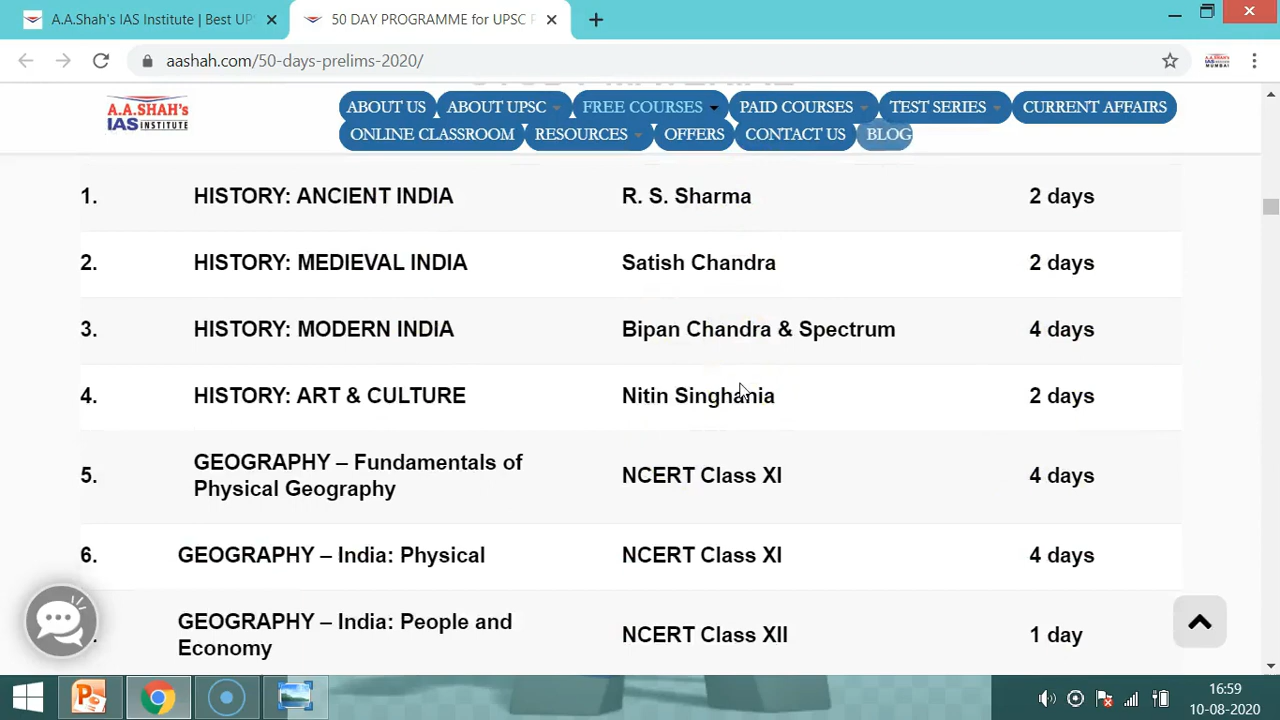 A.A.Shah's IAS Institute | Best UP
50 DAY PROGRAMME for UPSC P
aashah.com/50-days-prelims-2020/
STUDY MATERIAL
A.A.SHAH's
IAS INSTITUTE
ABOUT US
ABOUT UPSC
FREE COURSES
PAID COURSES
TEST SERIES
CURRENT AFFAIRS
ONLINE CLASSROOM
RESOURCES
OFFERS
CONTACT US
BLOG
1. HISTORY: ANCIENT INDIA R. S. Sharma 2 days
2. HISTORY: MEDIEVAL INDIA Satish Chandra 2 days
3. HISTORY: MODERN INDIA Bipan Chandra & Spectrum 4 days
4. HISTORY: ART & CULTURE Nitin Singhania 2 days
5. GEOGRAPHY – Fundamentals of
Physical Geography NCERT Class XI 4 days
6. GEOGRAPHY – India: Physical NCERT Class XI 4 days
GEOGRAPHY – India: People and
Economy NCERT Class XII 1 day
16:59
10-08-2020